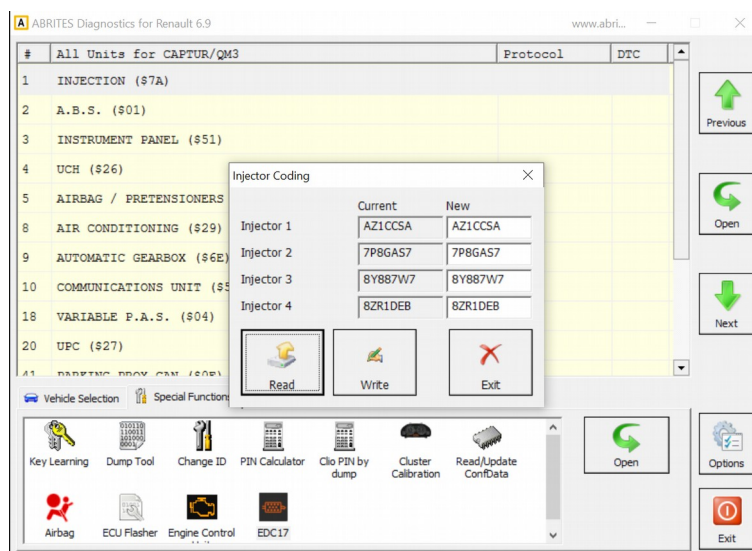 A ABRITES Diagnostics for Renault 6.9 www.abri...
# All Units for CAPTUR/QM3 Protocol DTC
1 INJECTION ($7A)
2 A.B.S. ($01)
3 INSTRUMENT PANEL ($51)
4 UCH ($26)
5 AIRBAG / PRETENSIONERS
8 AIR CONDITIONING ($29)
9 AUTOMATIC GEARBOX ($6E)
10 COMMUNICATIONS UNIT ($5
18 VARIABLE P.A.S. ($04)
20 UPC ($27)
41 PARKING PROX CAN ($0E)
Previous
Open
Next
Injector Coding
Current New
Injector 1 AZ1CCSA AZ1CCSA
Injector 2 7P8GAS7 7P8GAS7
Injector 3 8Y887W7 8Y887W7
Injector 4 8ZR1DEB 8ZR1DEB
Read Write Exit
Vehicle Selection Special Functions
Key Learning Dump Tool Change ID PIN Calculator Clio PIN by dump Cluster Calibration Read/Update ConfData
Airbag ECU Flasher Engine Control EDC17
Open
Options
Exit